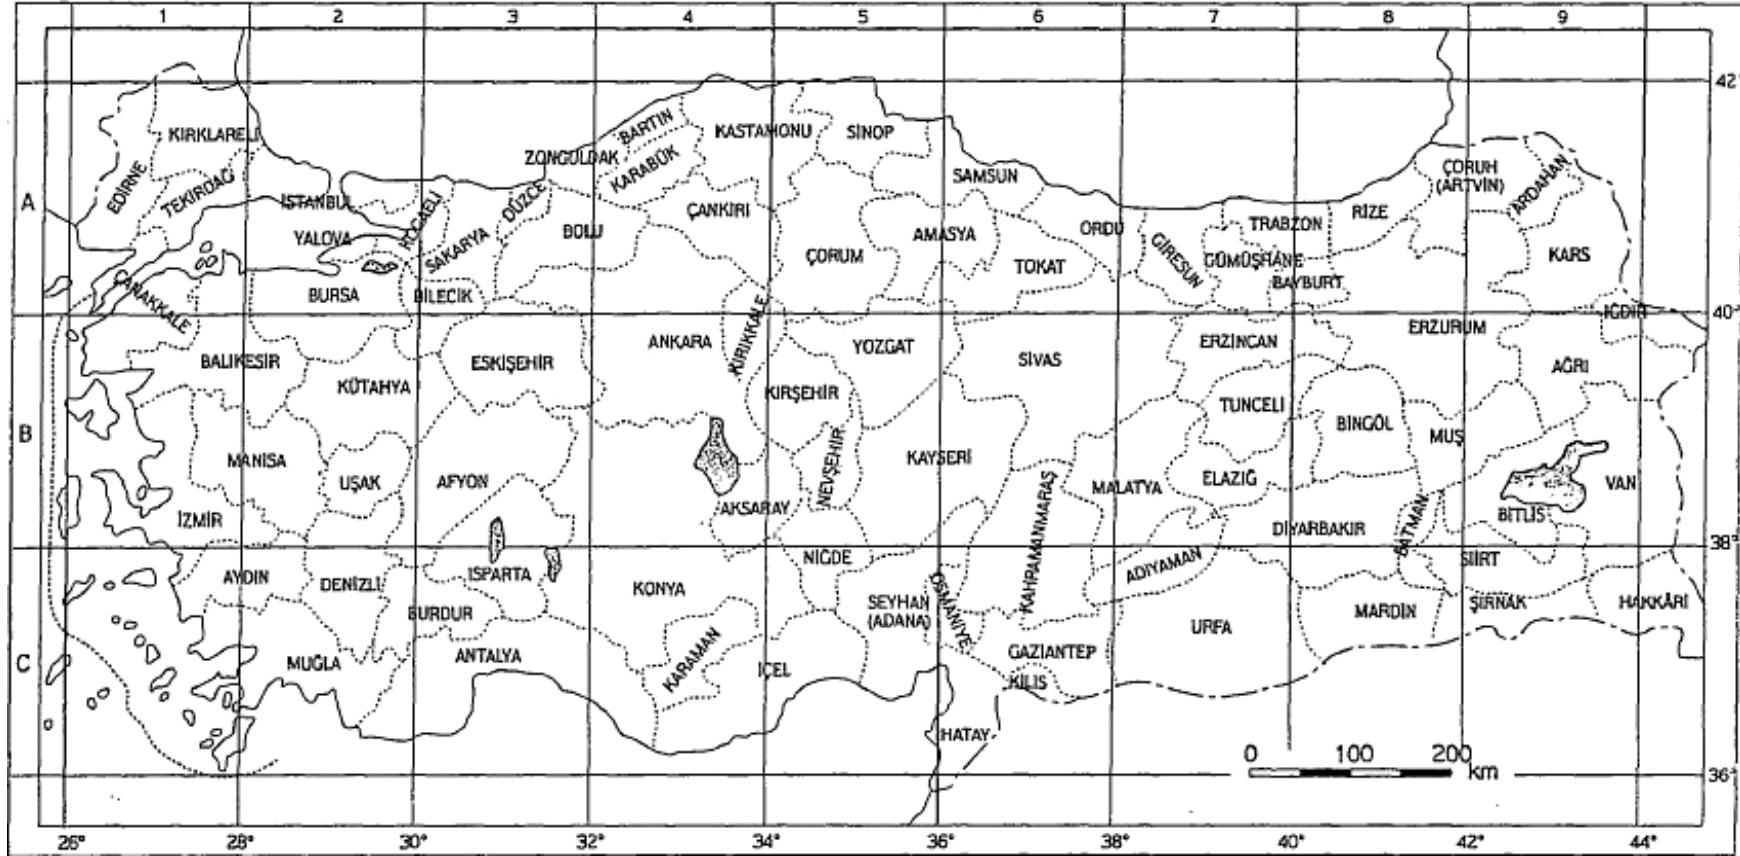 1 2 3 4 5 6 7 8 9
42°
KIRKLARELİ
EDİRNE
TEKİRDAĞ
İSTANBUL
YALOVA
KOCAELİ
SAKARYA
DÜZCE
ZONGULDAK
BARTIN
KARABÜK
BOLU
KASTAMONU
SİNOP
ÇANKIRI
SAMSUN
ÇORUM
AMASYA
TOKAT
ORDU
GİRESUN
TRABZON
GÜMÜŞHANE
BAYBURT
RİZE
ÇORUH
(ARTVİN)
ARDAHAN
KARS
A
ÇANAKKALE
BURSA
BİLECİK
40°
IĞDIR
BALIKESİR
KÜTAHYA
ESKİŞEHİR
ANKARA
KIRIKKALE
YOZGAT
KIRŞEHİR
SİVAS
ERZİNCAN
ERZURUM
AĞRI
TUNCELİ
BİNGÖL
MUŞ
B
MANİSA
UŞAK
AFYON
AKSARAY
NEVŞEHİR
KAYSERİ
KAHPAMANMARAŞ
MALATYA
ELAZIĞ
DİYARBAKIR
BATMAN
BİTLİS
VAN
İZMİR
38°
AYDIN
DENİZLİ
ISPARTA
BURDUR
KONYA
NİĞDE
SEYHAN
(ADANA)
OSMANİYE
ADIYAMAN
SİİRT
ŞIRNAK
HAKKÂRİ
MARDİN
URFA
GAZİANTEP
KİLİS
C
MUĞLA
ANTALYA
KARAMAN
İÇEL
HATAY
0 100 200
km
36°
26° 28° 30° 32° 34° 36° 38° 40° 42° 44°